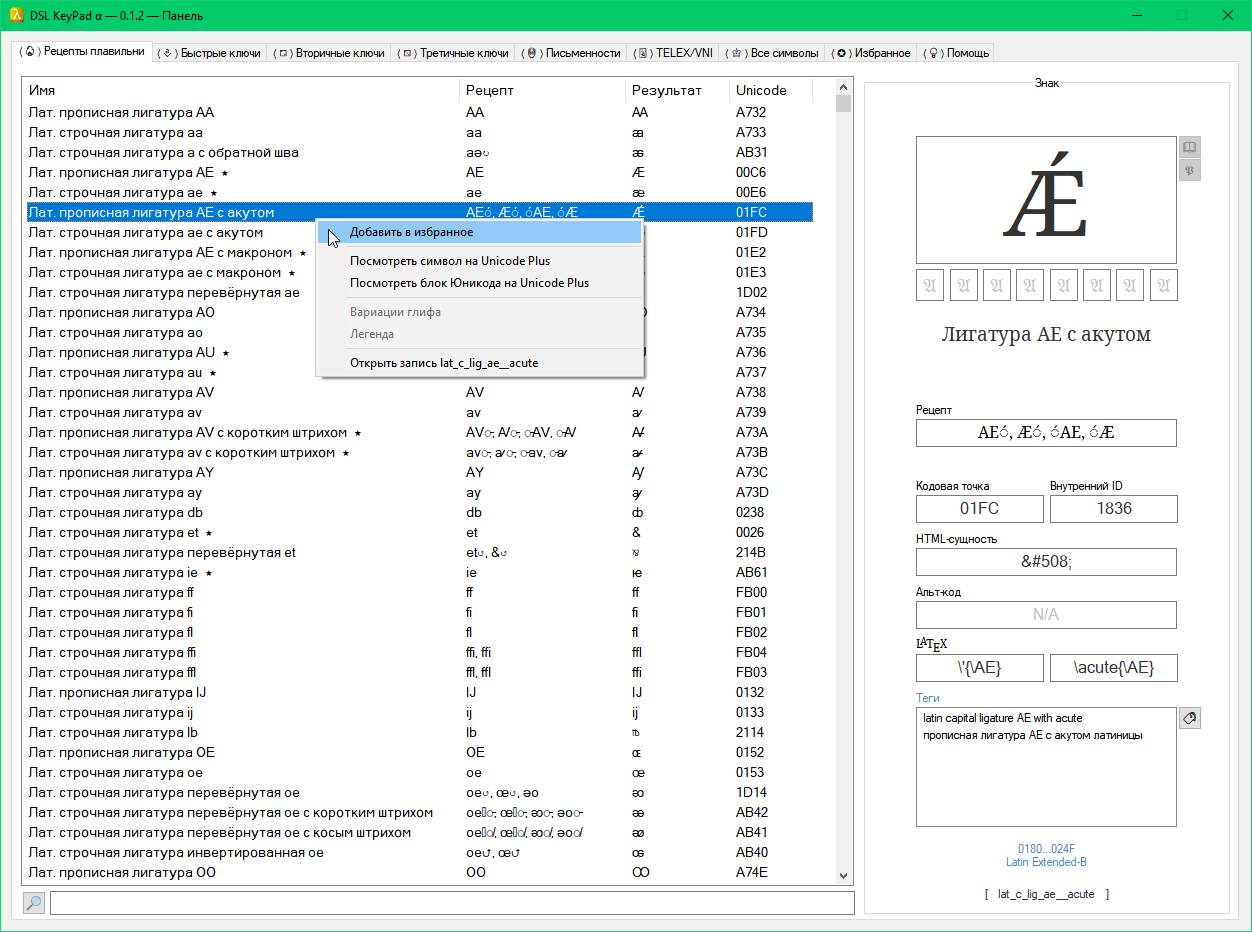 DSL KeyPad α — 0.1.2 — Панель
Рецепты плавильни
Быстрые ключи
Вторичные ключи
Третичные ключи
Письменности
TELEX/VNI
Все символы
Избранное
Помощь
Имя Рецепт Результат Unicode
Лат. прописная лигатура AA AA Ꜳ A732
Лат. строчная лигатура aa aa ꜳ A733
Лат. строчная лигатура a с обратной шва ꬱ AB31
Лат. прописная лигатура AE ★ AE Æ 00C6
Лат. строчная лигатура ae ★ ae æ 00E6
Лат. прописная лигатура AE с акутом AE◌́, Æ◌́, ◌́AE, ◌́Æ Ǽ 01FC
Лат. строчная лигатура ae с акутом 01FD
Лат. прописная лигатура AE с макроном ★ 01E2
Лат. строчная лигатура ae с макроном ★ 01E3
Лат. строчная лигатура перевёрнутая ae 1D02
Лат. прописная лигатура AO A734
Лат. строчная лигатура ao A735
Лат. прописная лигатура AU ★ A736
Лат. строчная лигатура au ★ A737
Лат. прописная лигатура AV AV Ꜹ A738
Лат. строчная лигатура av av ꜹ A739
Лат. прописная лигатура AV с коротким штрихом ★ AV◌̵, Ꜹ◌̵, ◌̵AV, ◌̵Ꜹ Ꜻ A73A
Лат. строчная лигатура av с коротким штрихом ★ av◌̵, ꜹ◌̵, ◌̵av, ◌̵ꜹ ꜻ A73B
Лат. прописная лигатура AY AY Ꜽ A73C
Лат. строчная лигатура ay ay ꜽ A73D
Лат. строчная лигатура db db ȸ 0238
Лат. строчная лигатура et ★ et & 0026
Лат. строчная лигатура перевёрнутая et et↺, &↺ ⅋ 214B
Лат. строчная лигатура ie ★ ie ꭡ AB61
Лат. строчная лигатура ff ff ff FB00
Лат. строчная лигатура fi fi fi FB01
Лат. строчная лигатура fl fl fl FB02
Лат. строчная лигатура ffi ffi, ffi ffl FB04
Лат. строчная лигатура ffl ffl, ffl ffi FB03
Лат. прописная лигатура IJ IJ IJ 0132
Лат. строчная лигатура ij ij ij 0133
Лат. строчная лигатура lb lb ℔ 2114
Лат. прописная лигатура OE OE Œ 0152
Лат. строчная лигатура oe oe œ 0153
Лат. строчная лигатура перевёрнутая oe oe↺, œ↺, ǝo ᴔ 1D14
Лат. строчная лигатура перевёрнутая oe с коротким штрихом ꭂ AB42
Лат. строчная лигатура перевёрнутая oe с косым штрихом ꭁ AB41
Лат. строчная лигатура инвертированная oe ꭀ AB40
Лат. прописная лигатура OO OO Ꝏ A74E
Добавить в избранное
Посмотреть символ на Unicode Plus
Посмотреть блок Юникода на Unicode Plus
Вариации глифа
Легенда
Открыть запись lat_c_lig_ae__acute
Знак
Ǽ
𝔄 𝔄 𝔄 𝔄 𝔄 𝔄 𝔄 𝔄
Лигатура AE с акутом
Рецепт
AE◌́, Æ◌́, ◌́AE, ◌́Æ
Кодовая точка Внутренний ID
01FC 1836
HTML-сущность
&#508;
Альт-код
N/A
LATEX
\'{\AE} \acute{\AE}
Теги
latin capital ligature AE with acute
прописная лигатура AE с акутом латиницы
0180...024F
Latin Extended-B
[ lat_c_lig_ae__acute ]